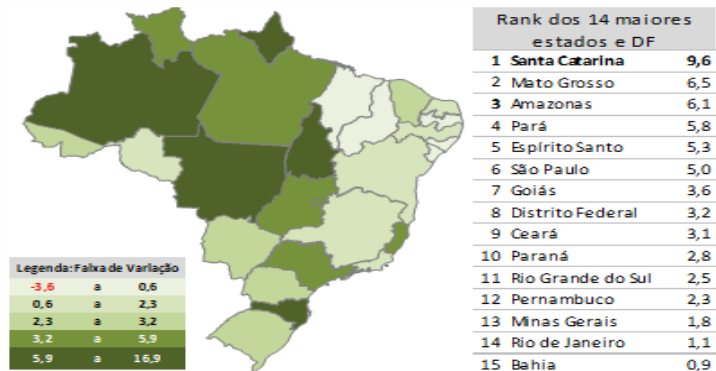 Rank dos 14 maiores
estados e DF
1 Santa Catarina 9,6
2 Mato Grosso 6,5
3 Amazonas 6,1
4 Pará 5,8
5 Espírito Santo 5,3
6 São Paulo 5,0
7 Goiás 3,6
8 Distrito Federal 3,2
9 Ceará 3,1
10 Paraná 2,8
11 Rio Grande do Sul 2,5
12 Pernambuco 2,3
13 Minas Gerais 1,8
14 Rio de Janeiro 1,1
15 Bahia 0,9
Legenda: Faixa de Variação
-3,6 a 0,6
0,6 a 2,3
2,3 a 3,2
3,2 a 5,9
5,9 a 16,9